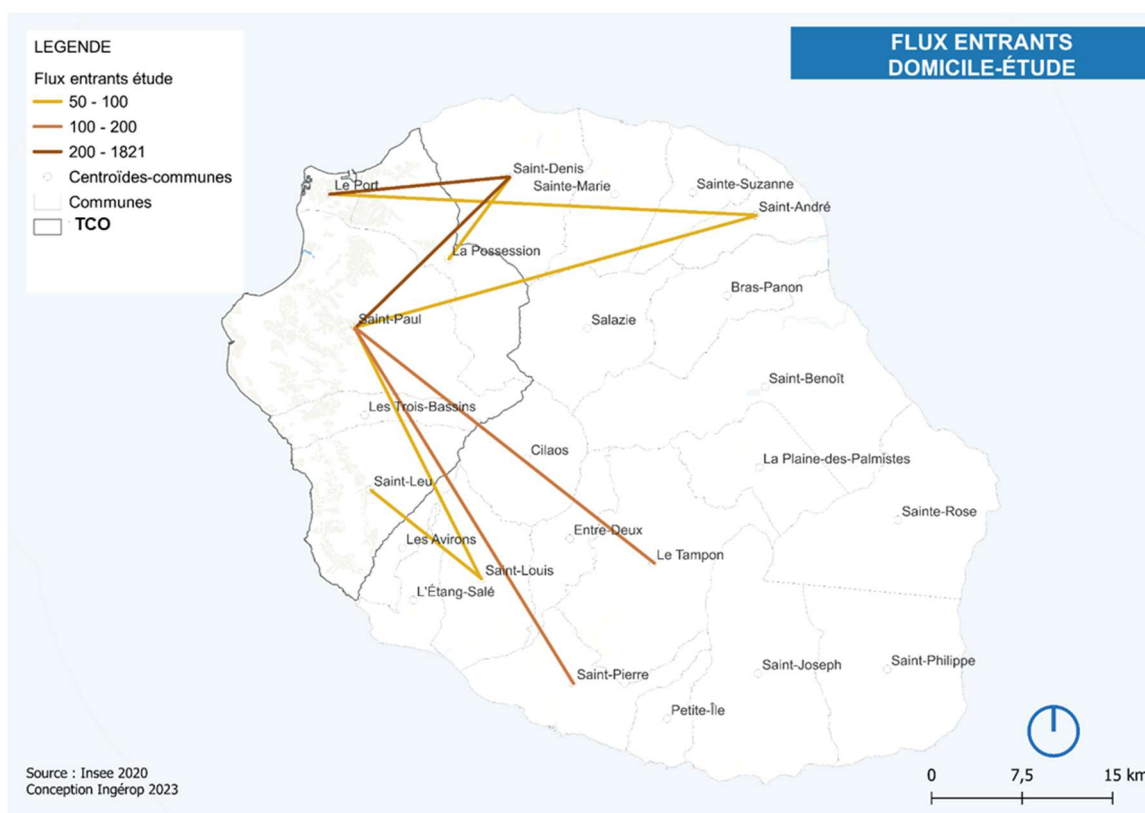 FLUX ENTRANTS
DOMICILE-ÉTUDE
LEGENDE
Flux entrants étude
50 - 100
100 - 200
200 - 1821
Centroïdes-communes
Communes
TCO
Saint-Denis
Le Port
Sainte-Marie
Sainte-Suzanne
Saint-André
La Possession
Bras-Panon
Saint-Paul
Salazie
Saint-Benoît
Les Trois-Bassins
Cilaos
La Plaine-des-Palmistes
Saint-Leu
Sainte-Rose
Les Avirons
Entre-Deux
Le Tampon
Saint-Louis
L'Étang-Salé
Saint-Pierre
Saint-Joseph
Saint-Philippe
Petite-Île
Source : Insee 2020
Conception Ingérop 2023
0 7,5 15 km